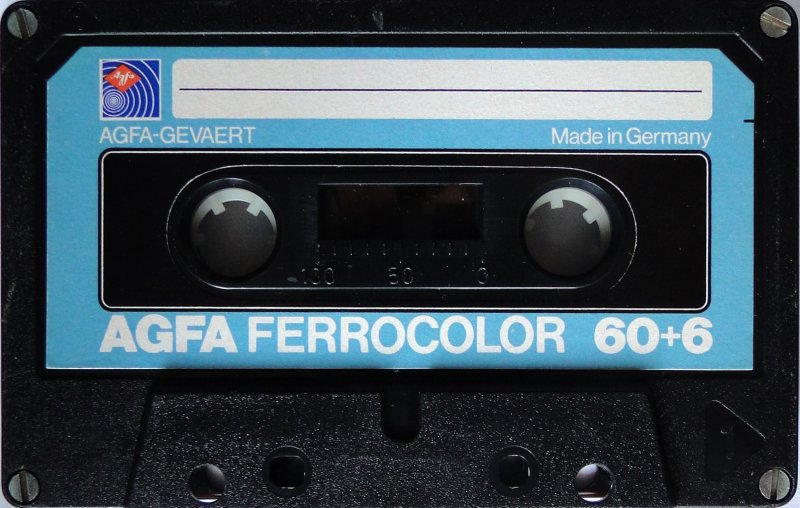 Agfa
AGFA-GEVAERT Made in Germany
100 50 0
AGFA FERROCOLOR 60+6